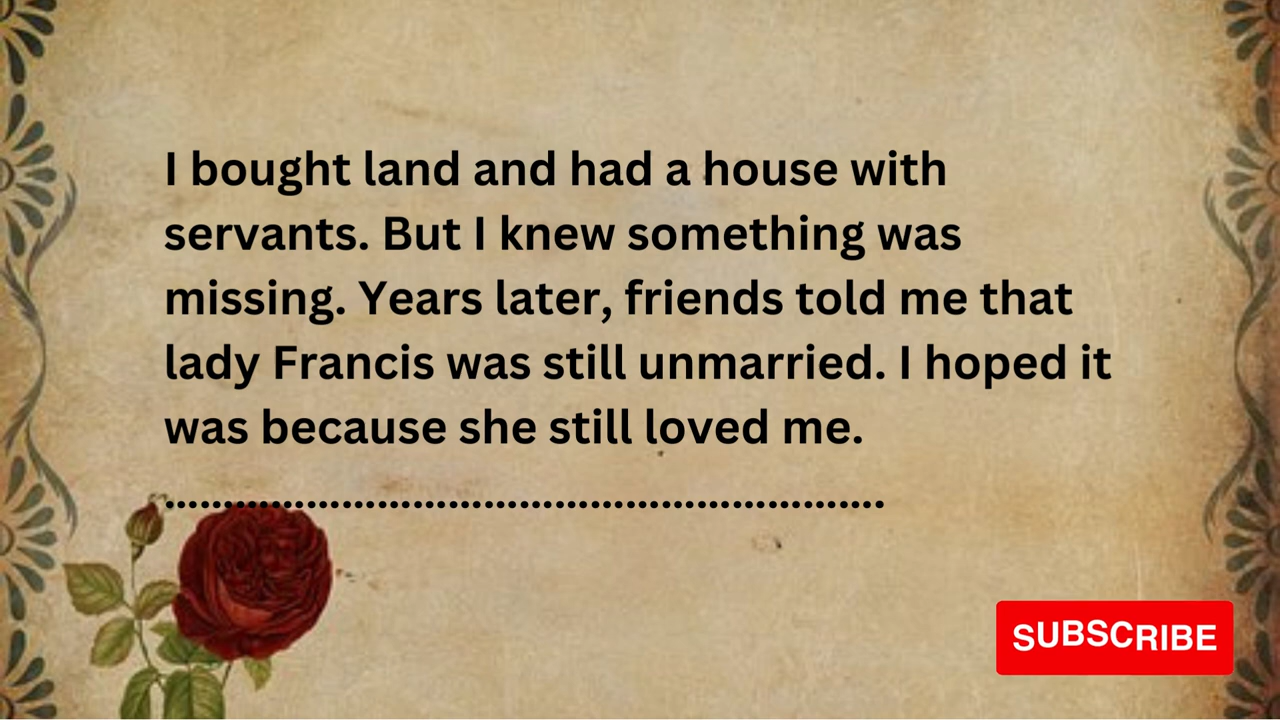 I bought land and had a house with
servants. But I knew something was
missing. Years later, friends told me that
lady Francis was still unmarried. I hoped it
was because she still loved me.
…………………………………………………….
SUBSCRIBE